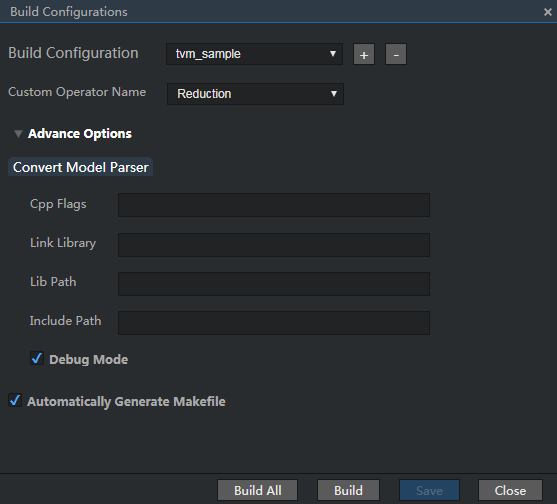 Build Configurations
Build Configuration tvm_sample + -
Custom Operator Name Reduction
Advance Options
Convert Model Parser
Cpp Flags
Link Library
Lib Path
Include Path
Debug Mode
Automatically Generate Makefile
Build All Build Save Close